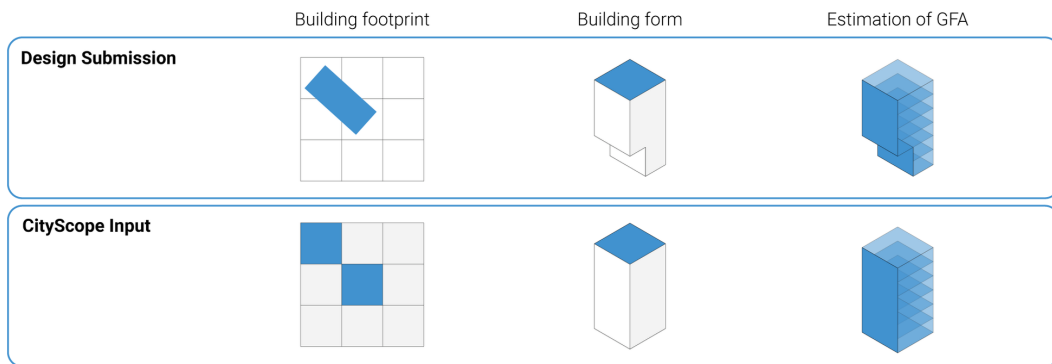 Building footprint Building form Estimation of GFA
Design Submission
CityScope Input